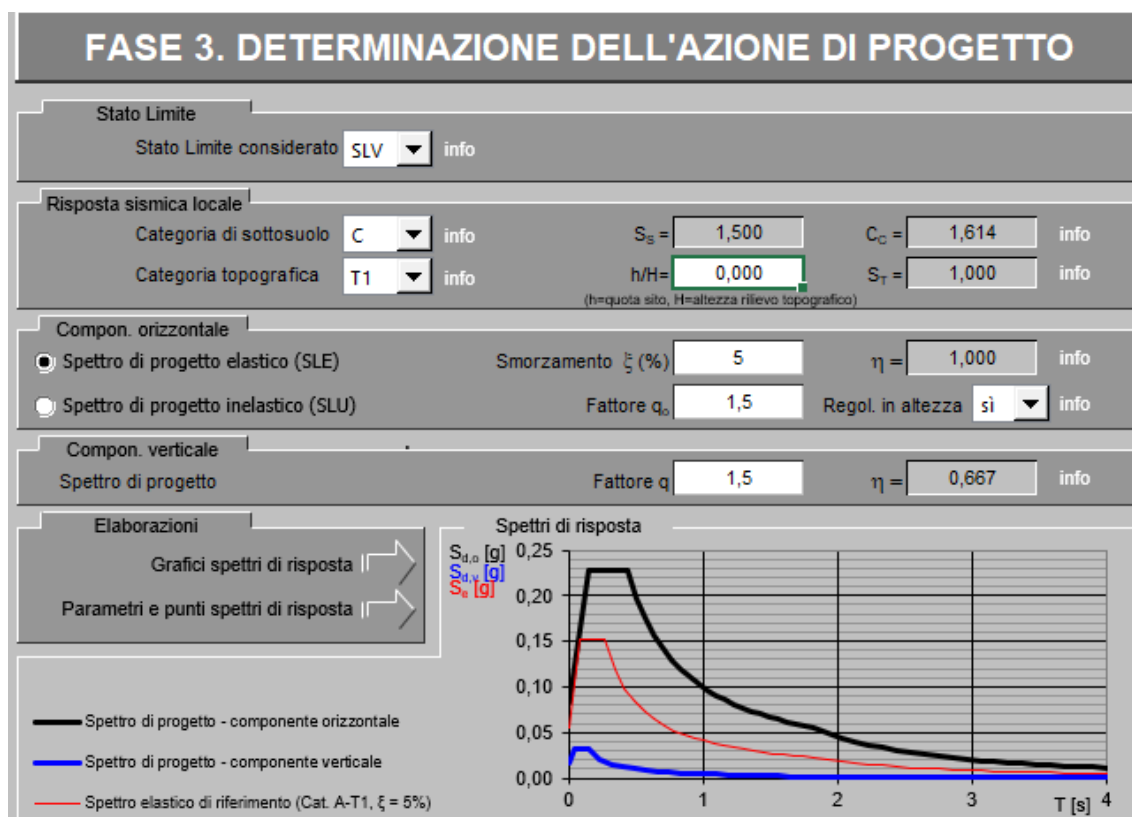 FASE 3. DETERMINAZIONE DELL'AZIONE DI PROGETTO
Stato Limite
Stato Limite considerato SLV info
Risposta sismica locale
Categoria di sottosuolo C info S_S = 1,500 C_C = 1,614 info
Categoria topografica T1 info h/H= 0,000 S_T = 1,000 info
(h=quota sito, H=altezza rilievo topografico)
Compon. orizzontale
Spettro di progetto elastico (SLE) Smorzamento ξ (%) 5 η = 1,000 info
Spettro di progetto inelastico (SLU) Fattore q_o 1,5 Regol. in altezza sì info
Compon. verticale
Spettro di progetto Fattore q 1,5 η = 0,667 info
Elaborazioni
Grafici spettri di risposta
Parametri e punti spettri di risposta
Spettri di risposta
S_d,o [g]
S_d,v [g]
S_e [g]
0,25
0,20
0,15
0,10
0,05
0,00
0 1 2 3 T [s] 4
Spettro di progetto - componente orizzontale
Spettro di progetto - componente verticale
Spettro elastico di riferimento (Cat. A-T1, ξ = 5%)